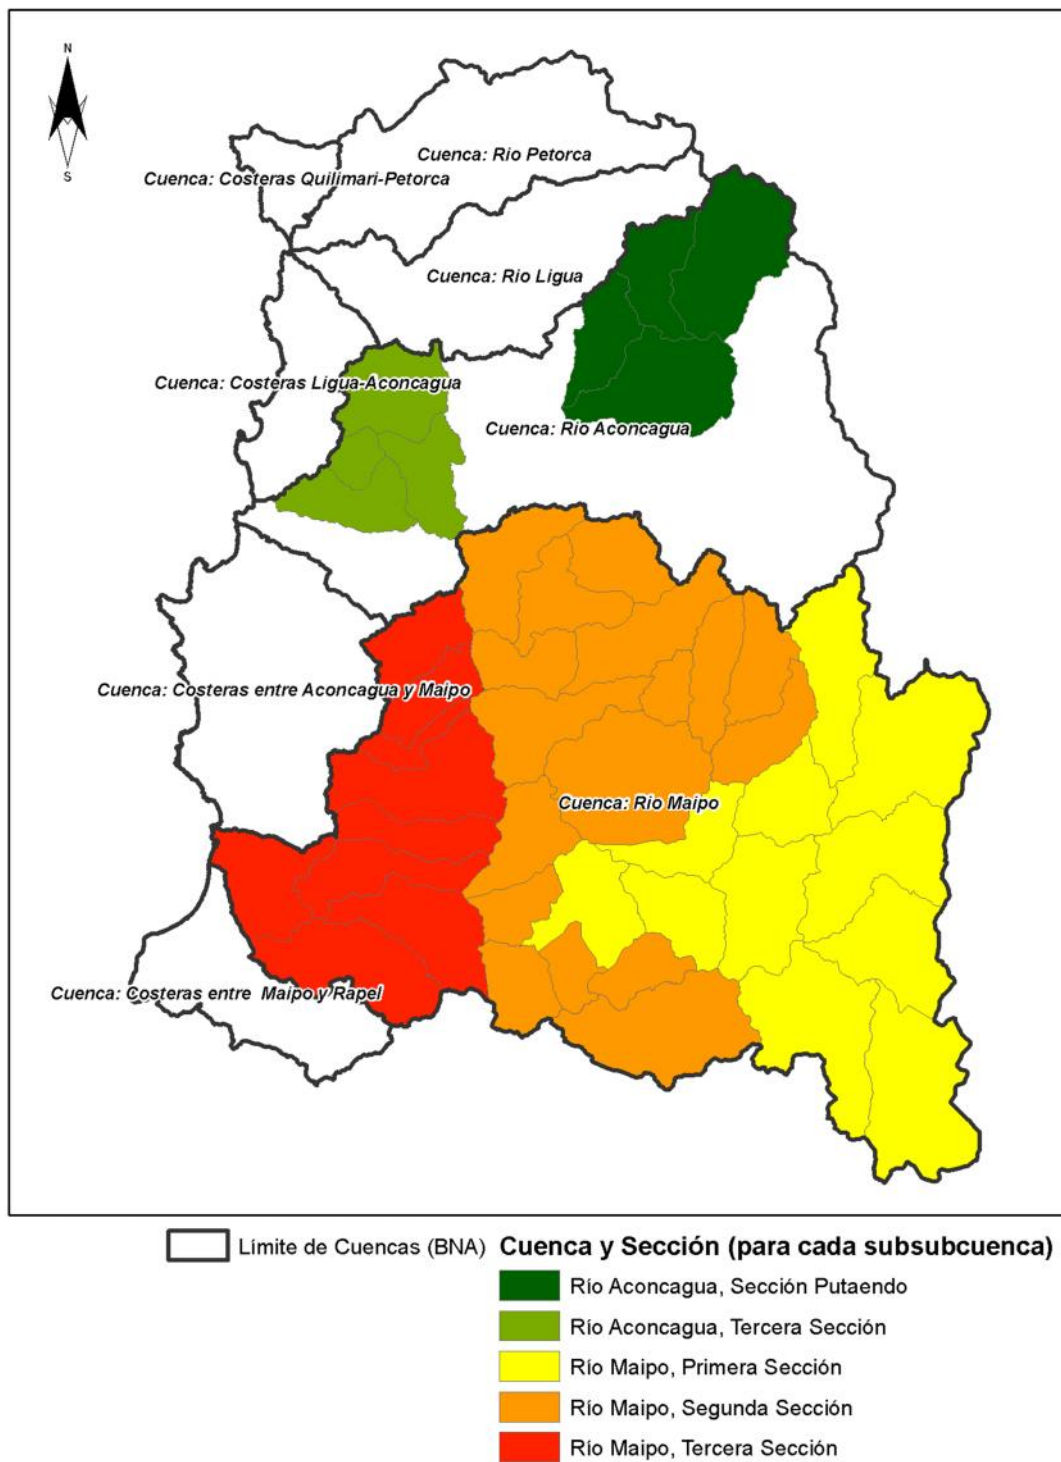 N
S
Cuenca: Rio Petorca
Cuenca: Costeras Quilimari-Petorca
Cuenca: Rio Ligua
Cuenca: Costeras Ligua-Aconcagua
Cuenca: Rio Aconcagua
Cuenca: Costeras entre Aconcagua y Maipo
Cuenca: Rio Maipo
Cuenca: Costeras entre Maipo y Rapel
Límite de Cuencas (BNA)
Cuenca y Sección (para cada subsubcuenca)
Río Aconcagua, Sección Putaendo
Río Aconcagua, Tercera Sección
Río Maipo, Primera Sección
Río Maipo, Segunda Sección
Río Maipo, Tercera Sección